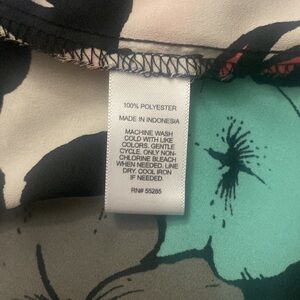 100% POLYESTER
MADE IN INDONESIA
MACHINE WASH
COLD WITH LIKE
COLORS. GENTLE
CYCLE. ONLY NON-
CHLORINE BLEACH
WHEN NEEDED. LINE
DRY. COOL IRON
IF NEEDED.
RN# 55285